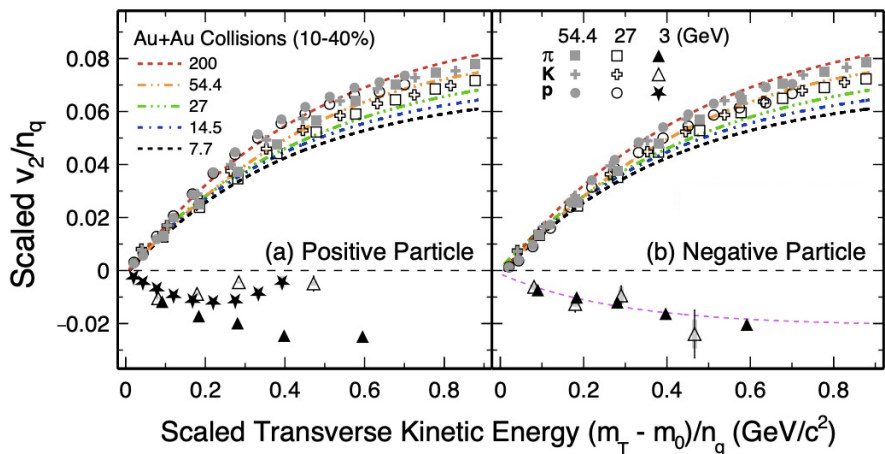 Au+Au Collisions (10-40%)
200
54.4
27
14.5
7.7
54.4 27 3 (GeV)
π
K
p
(a) Positive Particle
(b) Negative Particle
Scaled v2/nq
0.08
0.06
0.04
0.02
0
−0.02
0 0.2 0.4 0.6 0.8
0 0.2 0.4 0.6 0.8
Scaled Transverse Kinetic Energy (mT - m0)/nq (GeV/c²)